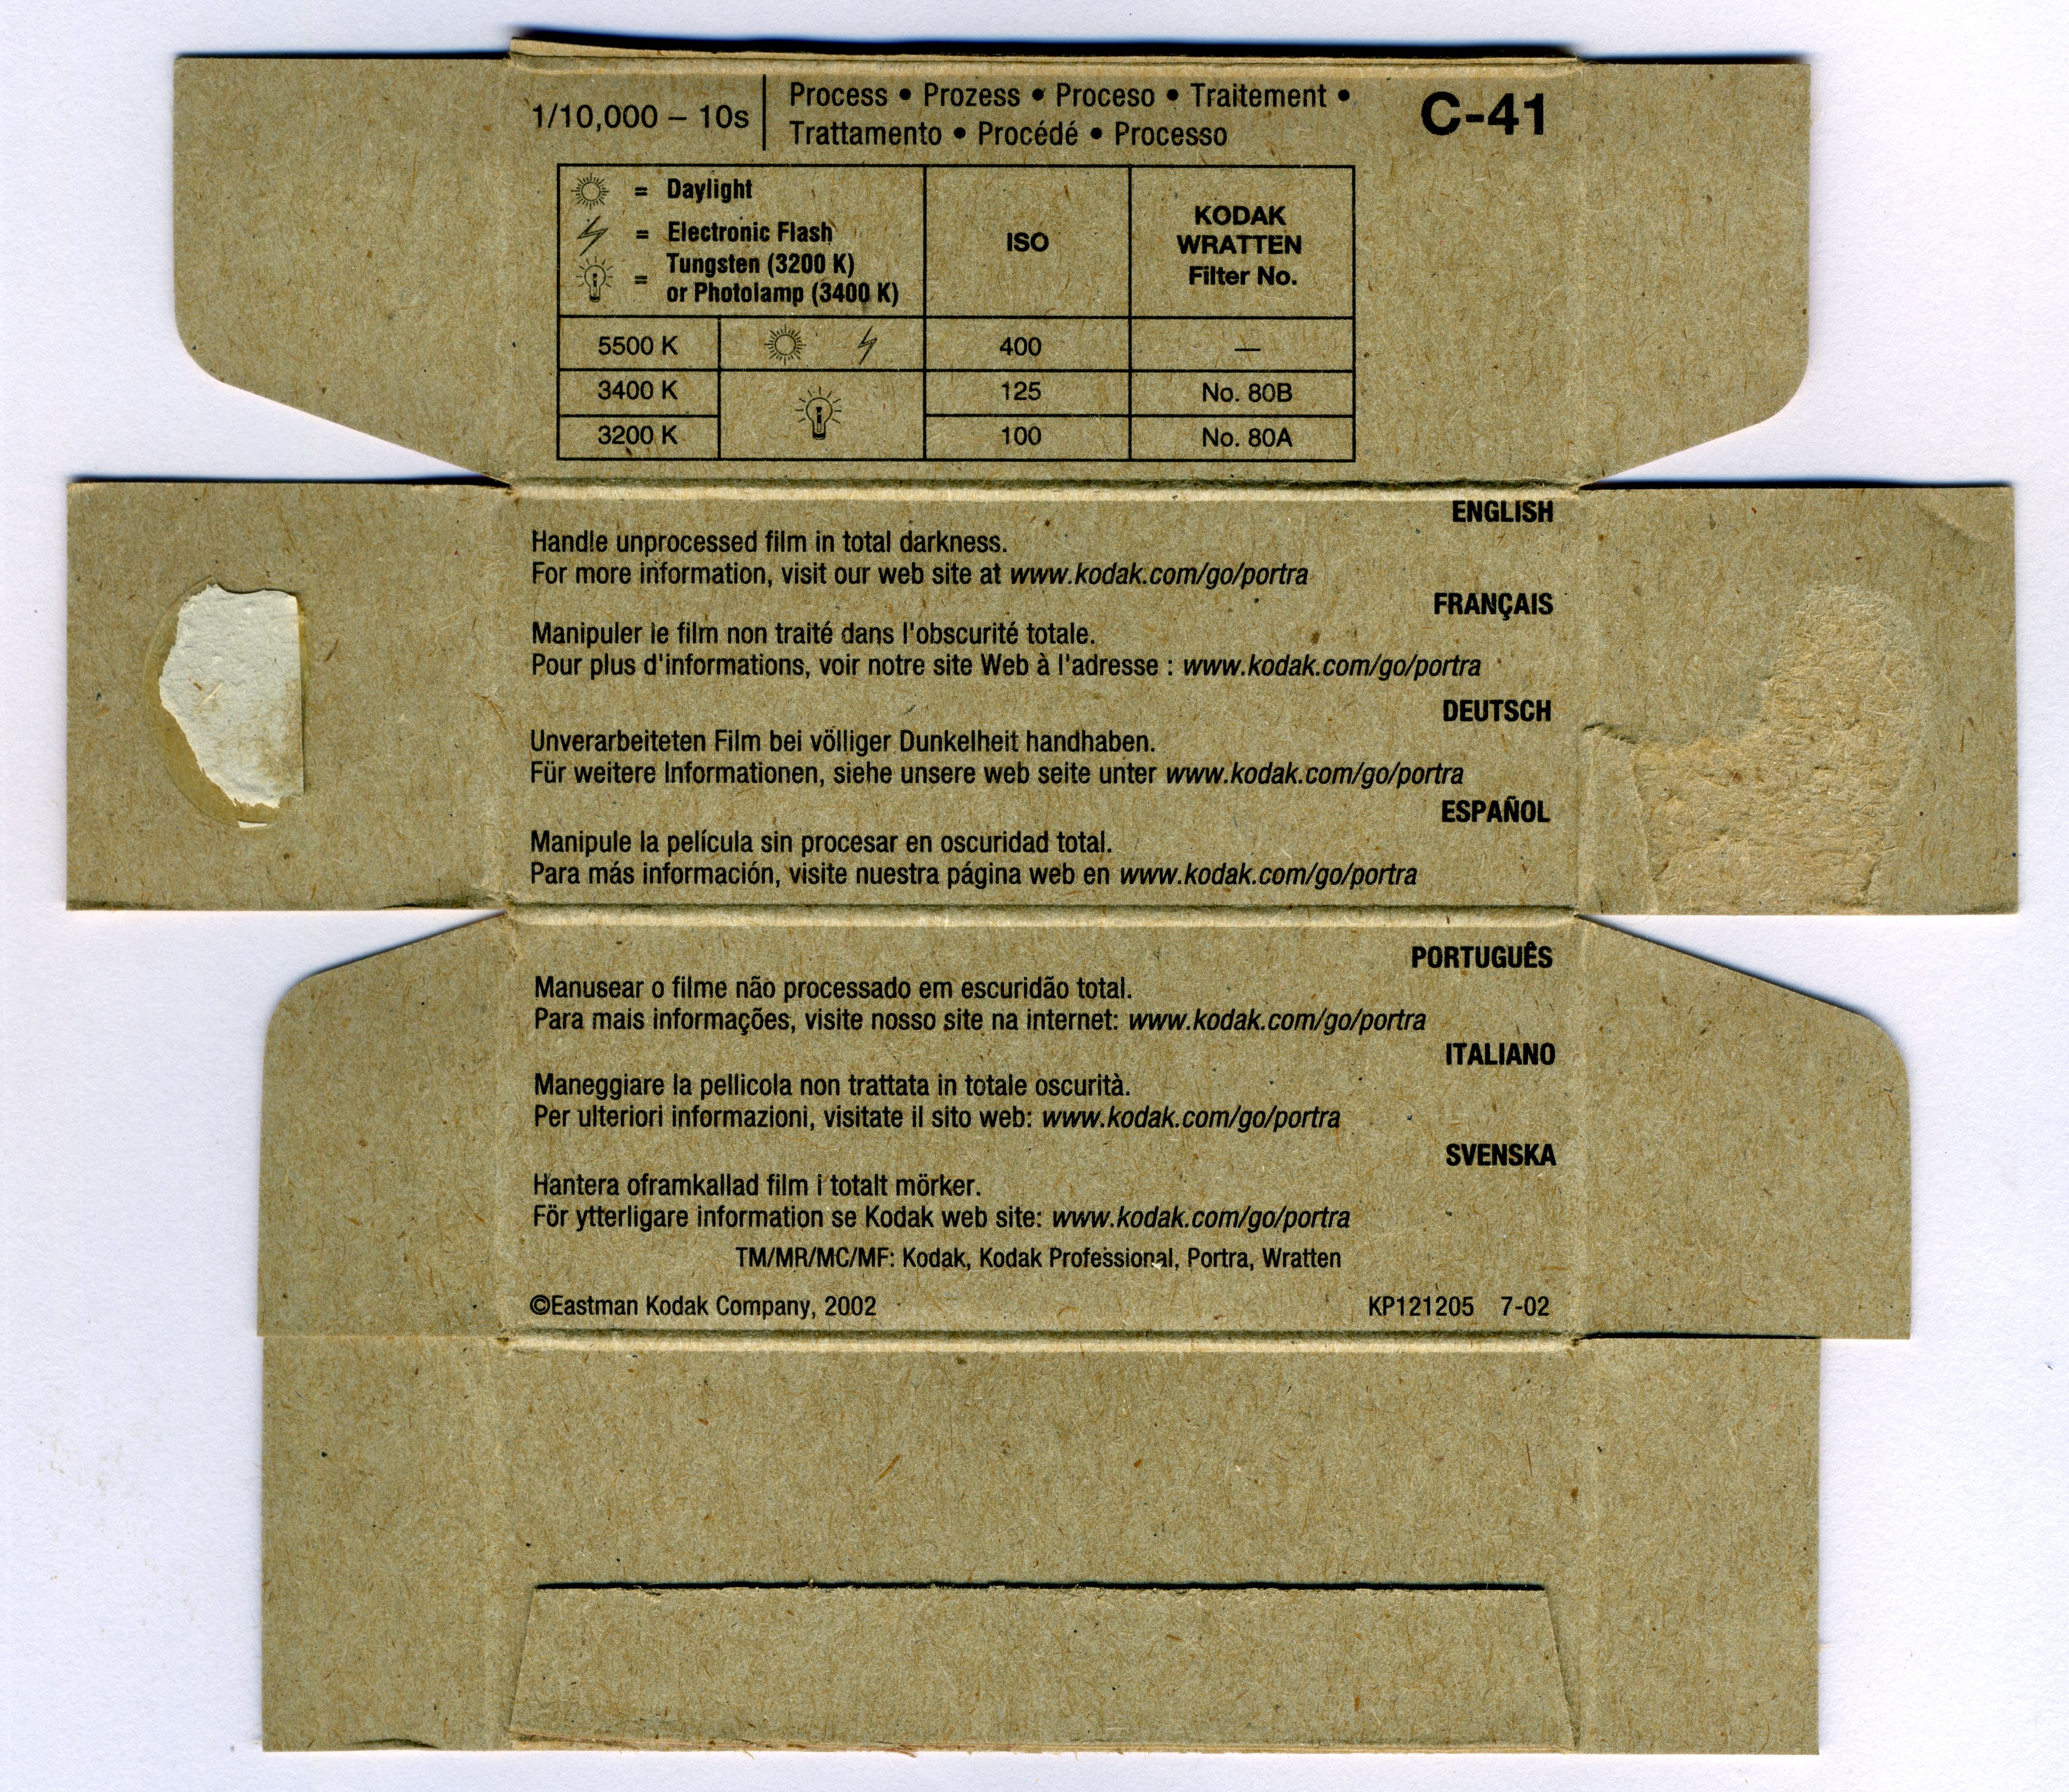 1/10,000 – 10s
Process • Prozess • Proceso • Traitement •
Trattamento • Procédé • Processo
C-41
= Daylight
= Electronic Flash
= Tungsten (3200 K)
or Photolamp (3400 K)
ISO
KODAK
WRATTEN
Filter No.
5500 K 400 —
3400 K 125 No. 80B
3200 K 100 No. 80A
ENGLISH
Handle unprocessed film in total darkness.
For more information, visit our web site at www.kodak.com/go/portra
FRANÇAIS
Manipuler le film non traité dans l'obscurité totale.
Pour plus d'informations, voir notre site Web à l'adresse : www.kodak.com/go/portra
DEUTSCH
Unverarbeiteten Film bei völliger Dunkelheit handhaben.
Für weitere Informationen, siehe unsere web seite unter www.kodak.com/go/portra
ESPAÑOL
Manipule la película sin procesar en oscuridad total.
Para más información, visite nuestra página web en www.kodak.com/go/portra
PORTUGUÊS
Manusear o filme não processado em escuridão total.
Para mais informações, visite nosso site na internet: www.kodak.com/go/portra
ITALIANO
Maneggiare la pellicola non trattata in totale oscurità.
Per ulteriori informazioni, visitate il sito web: www.kodak.com/go/portra
SVENSKA
Hantera oframkallad film i totalt mörker.
För ytterligare information se Kodak web site: www.kodak.com/go/portra
TM/MR/MC/MF: Kodak, Kodak Professional, Portra, Wratten
©Eastman Kodak Company, 2002
KP121205 7-02